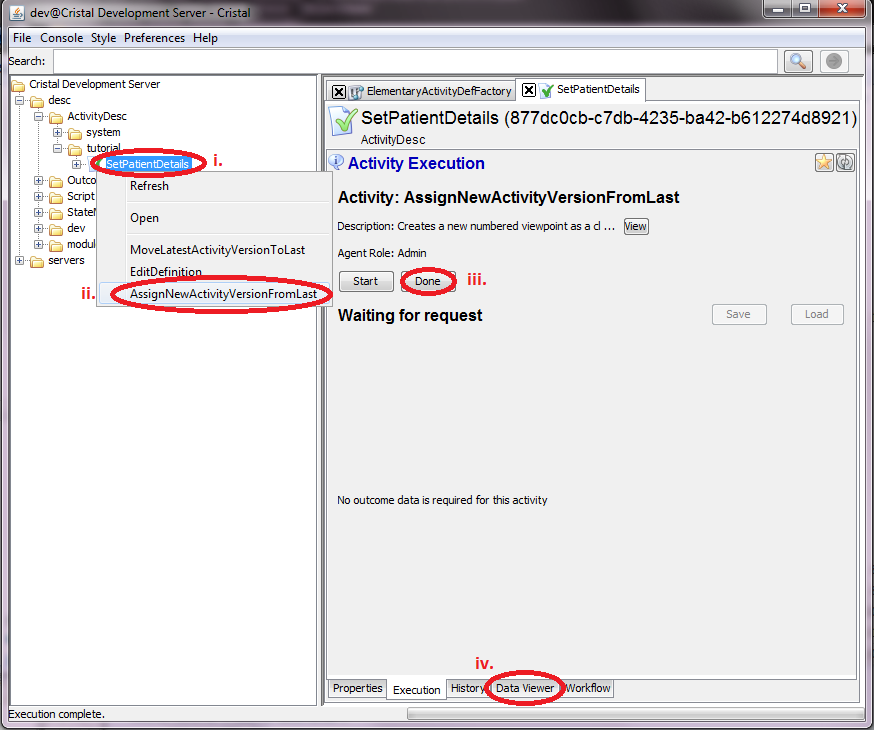 dev@Cristal Development Server - Cristal
File Console Style Preferences Help
Search:
Cristal Development Server
desc
ActivityDesc
system
tutorial
SetPatientDetails
i.
Outco
Script
StateM
dev
modul
servers
Refresh
Open
MoveLatestActivityVersionToLast
EditDefinition
ii.
AssignNewActivityVersionFromLast
ElementaryActivityDefFactory
SetPatientDetails
SetPatientDetails (877dc0cb-c7db-4235-ba42-b612274d8921)
ActivityDesc
Activity Execution
Activity: AssignNewActivityVersionFromLast
Description: Creates a new numbered viewpoint as a cl ... View
Agent Role: Admin
Start Done iii.
Waiting for request Save Load
No outcome data is required for this activity
iv.
Properties Execution History Data Viewer Workflow
Execution complete.